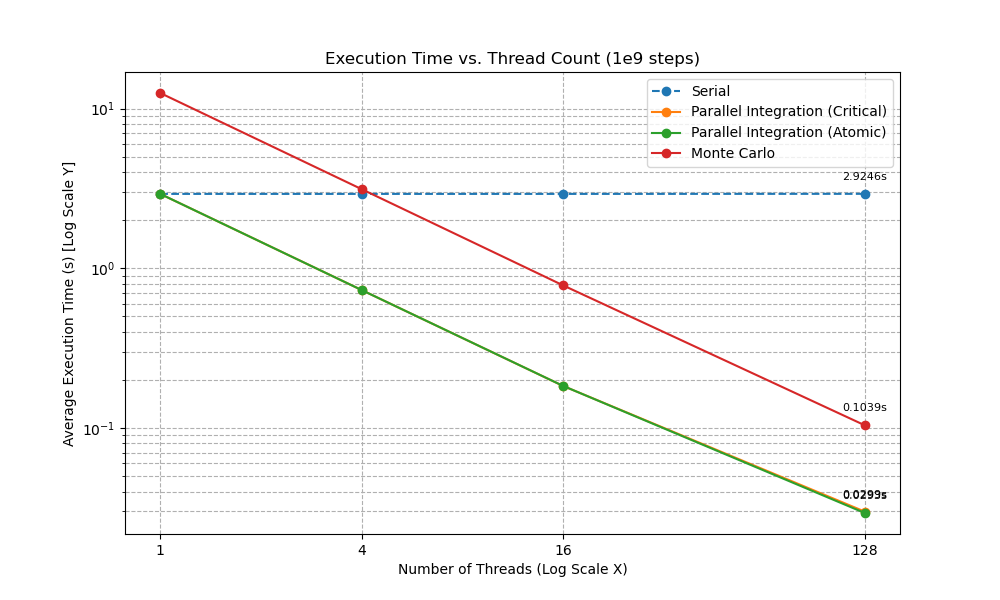 Execution Time vs. Thread Count (1e9 steps)
Serial
Parallel Integration (Critical)
Parallel Integration (Atomic)
Monte Carlo
2.9246s
0.1039s
10¹
10⁰
10⁻¹
Average Execution Time (s) [Log Scale Y]
1 4 16 128
Number of Threads (Log Scale X)